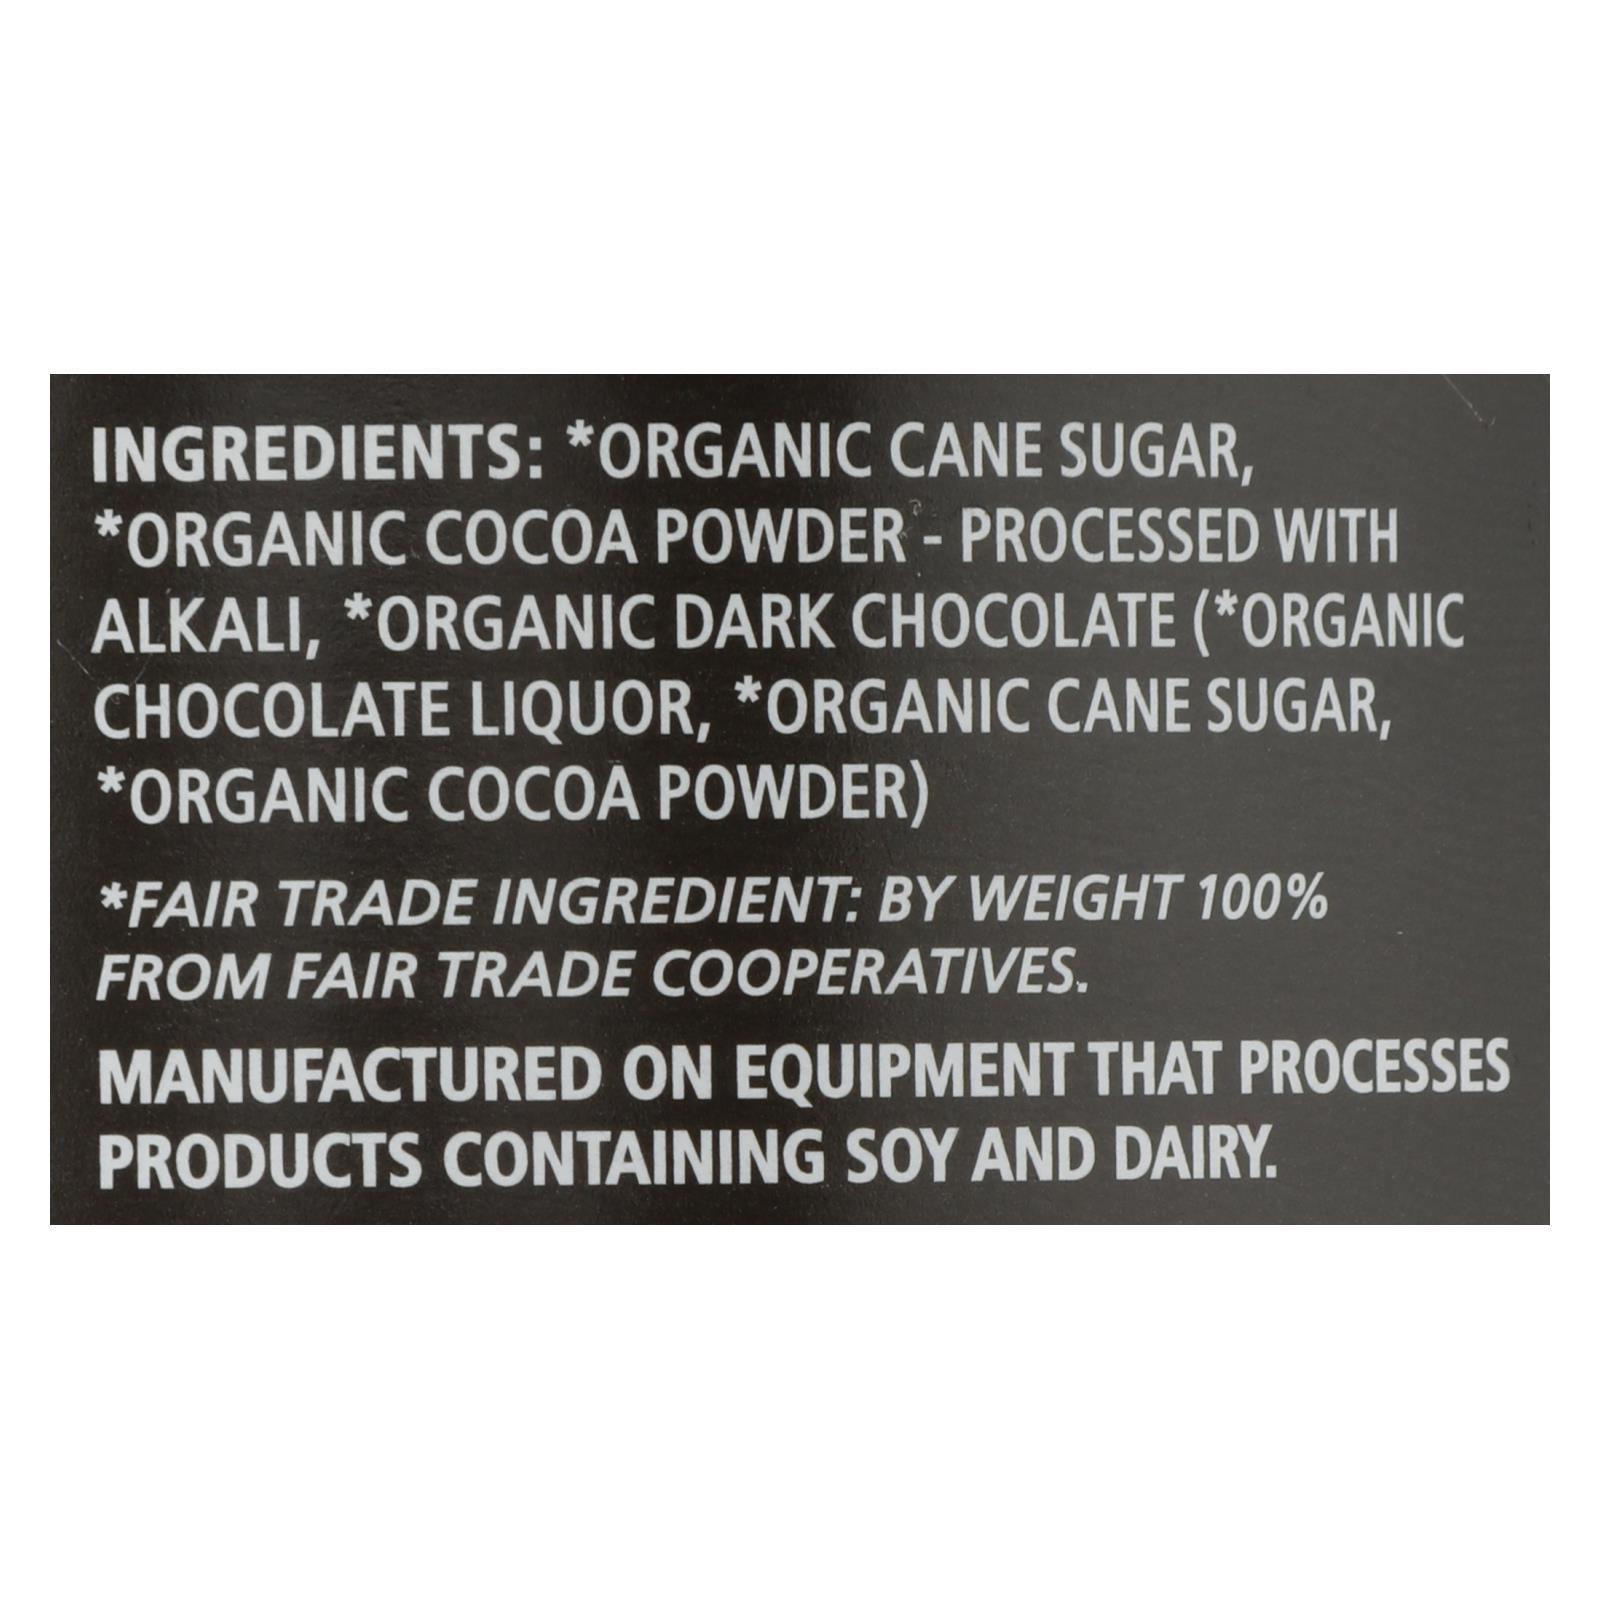 INGREDIENTS: *ORGANIC CANE SUGAR,
*ORGANIC COCOA POWDER - PROCESSED WITH
ALKALI, *ORGANIC DARK CHOCOLATE (*ORGANIC
CHOCOLATE LIQUOR, *ORGANIC CANE SUGAR,
*ORGANIC COCOA POWDER)
*FAIR TRADE INGREDIENT: BY WEIGHT 100%
FROM FAIR TRADE COOPERATIVES.
MANUFACTURED ON EQUIPMENT THAT PROCESSES
PRODUCTS CONTAINING SOY AND DAIRY.